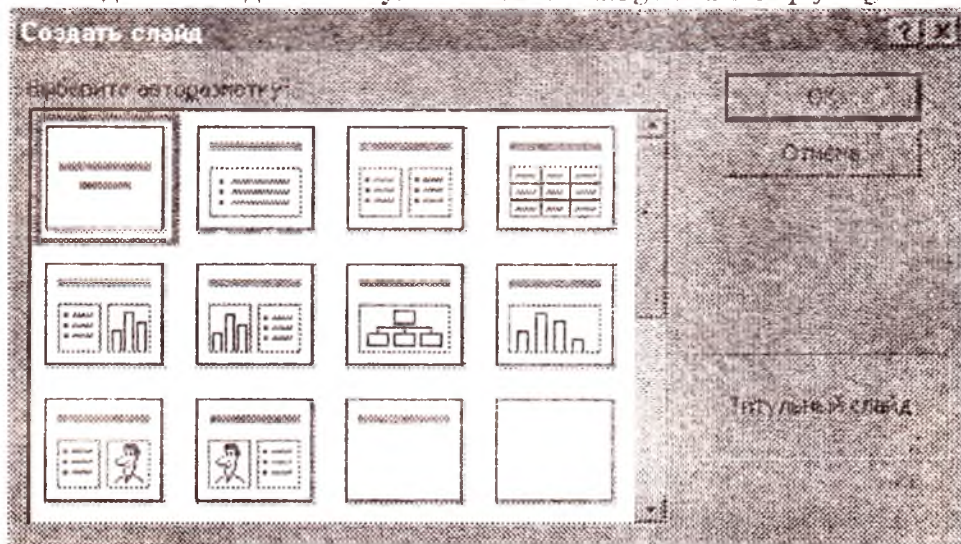 Создать слайд
Выберите авторазметку:
OK
Отмена
Титульный слайд